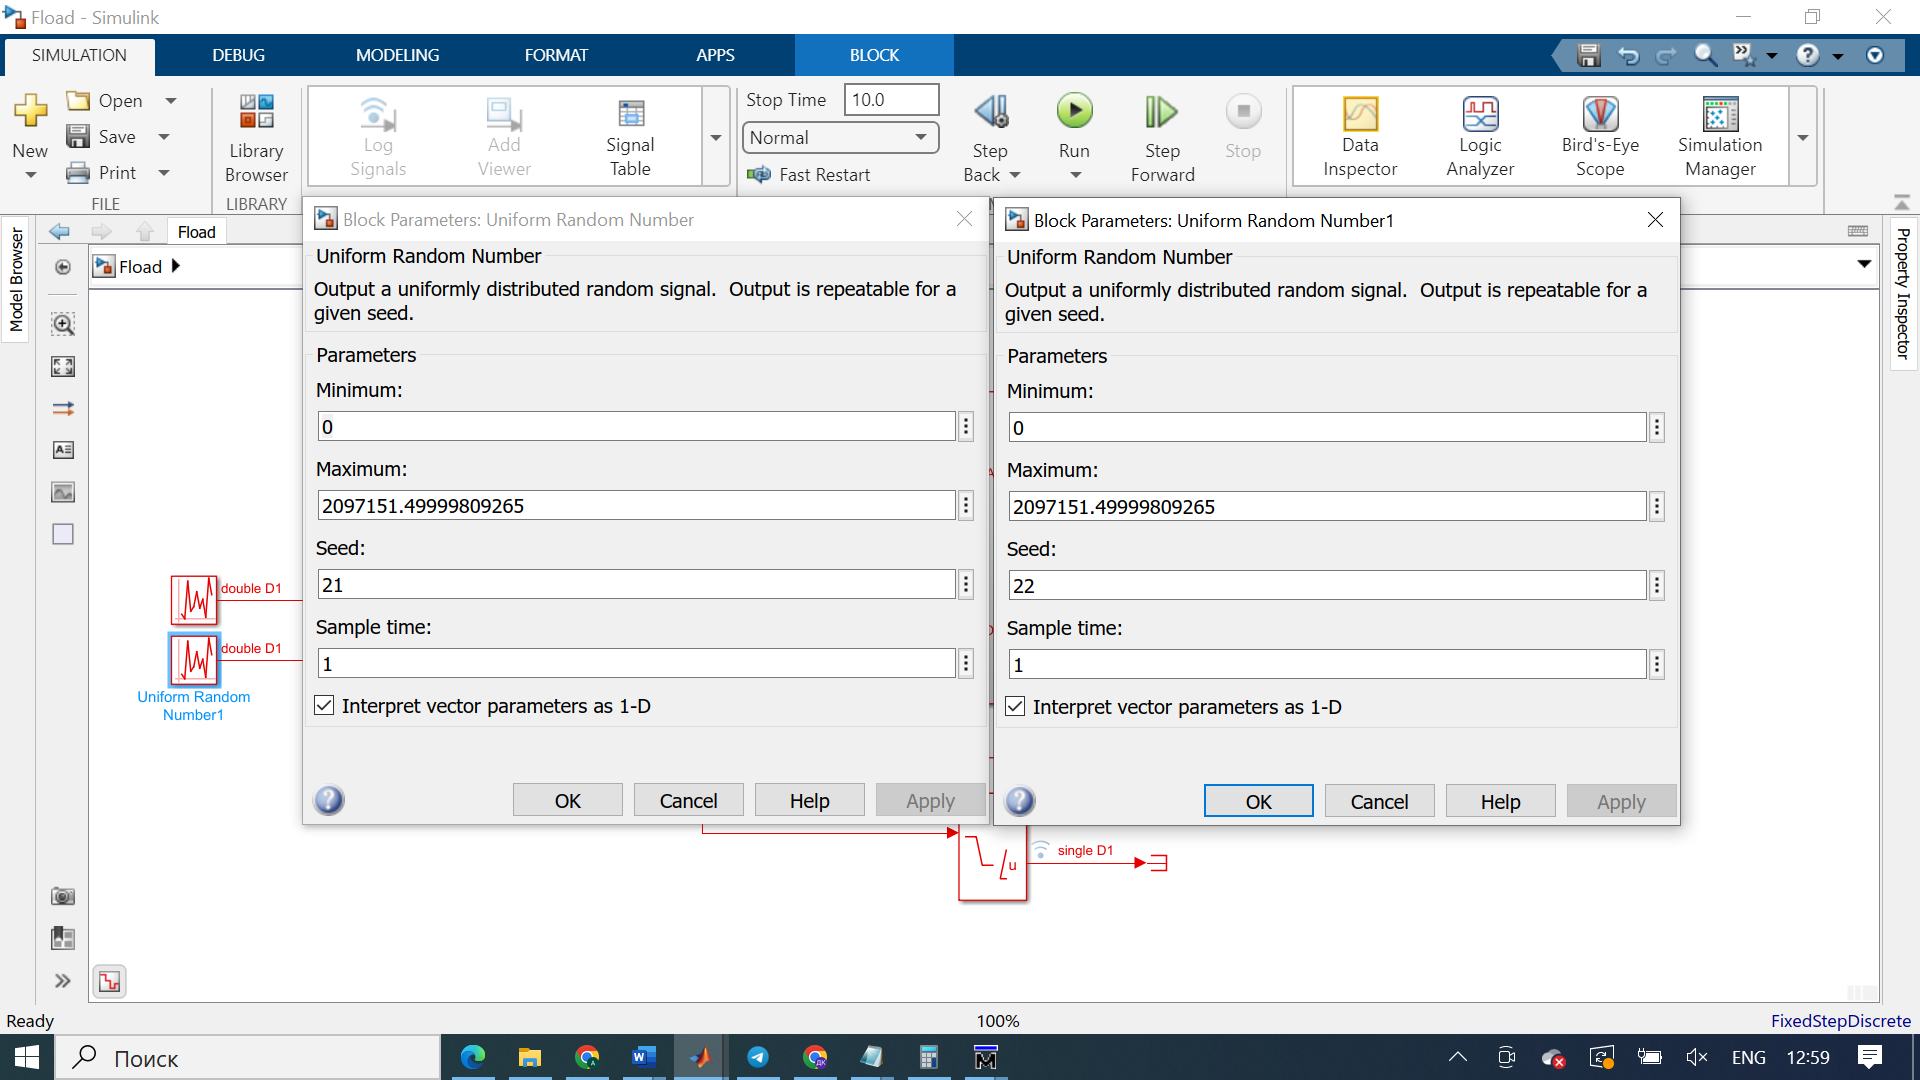 Fload - Simulink
SIMULATION DEBUG MODELING FORMAT APPS BLOCK
New
Open
Save
Print
FILE
Library Browser
LIBRARY
Log Signals
Add Viewer
Signal Table
Stop Time 10.0
Normal
Fast Restart
Step Back
Run
Step Forward
Stop
Data Inspector
Logic Analyzer
Bird's-Eye Scope
Simulation Manager
Model Browser
Fload
Fload
Property Inspector
Block Parameters: Uniform Random Number
Uniform Random Number
Output a uniformly distributed random signal. Output is repeatable for a
given seed.
Parameters
Minimum:
0
Maximum:
2097151.49999809265
Seed:
21
Sample time:
1
Interpret vector parameters as 1-D
OK Cancel Help Apply
Block Parameters: Uniform Random Number1
Uniform Random Number
Output a uniformly distributed random signal. Output is repeatable for a
given seed.
Parameters
Minimum:
0
Maximum:
2097151.49999809265
Seed:
22
Sample time:
1
Interpret vector parameters as 1-D
OK Cancel Help Apply
double D1
double D1
Uniform Random
Number1
u
single D1
Ready 100% FixedStepDiscrete
Поиск
ENG 12:59